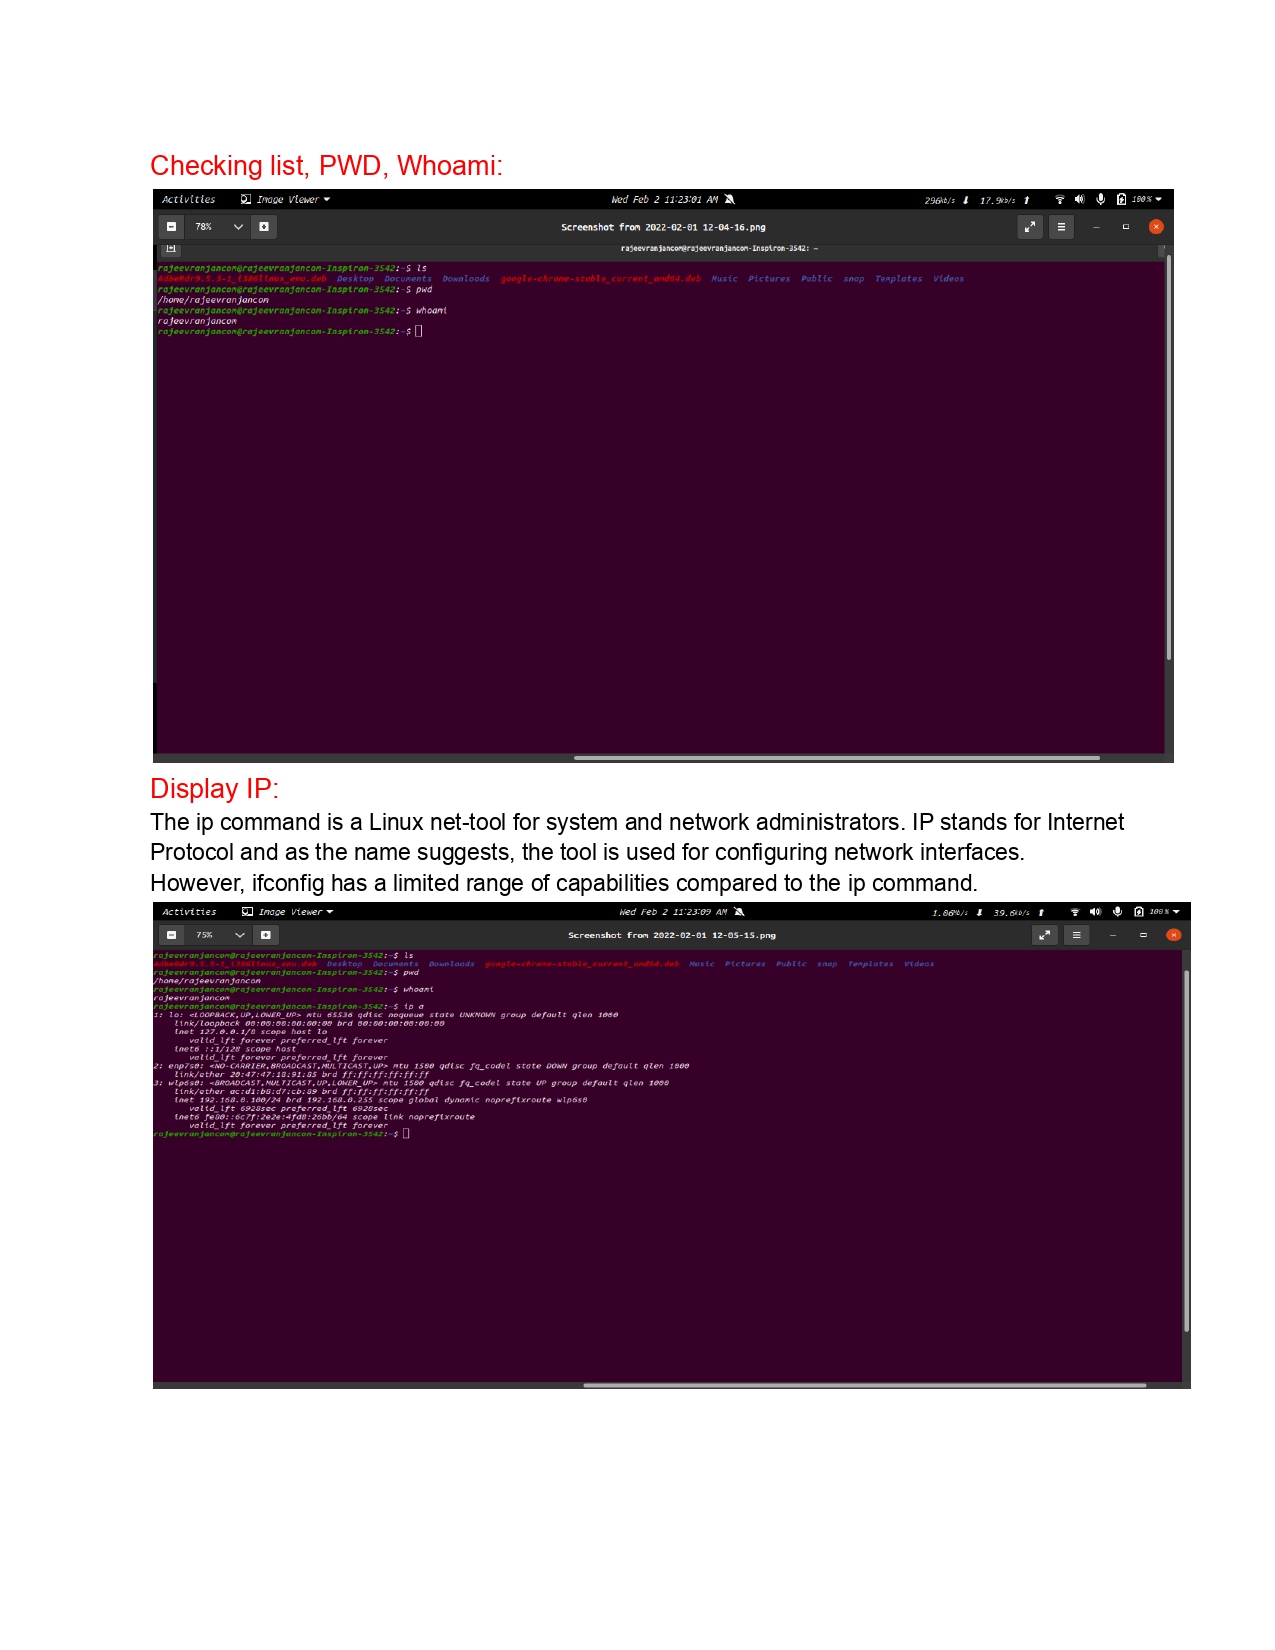 Checking list, PWD, Whoami:
Activities Image Viewer Wed Feb 2 11:23:01 AM 296kb/s 17.9kb/s 100%
78% Screenshot from 2022-02-01 12-04-16.png
rajeevranjancom@rajeevranjancom-Inspiron-3542: ~
rajeevranjancom@rajeevranjancom-Inspiron-3542:~$ ls
Desktop Documents Downloads google-chrome-stable_current_amd64.deb Music Pictures Public snap Templates Videos
rajeevranjancom@rajeevranjancom-Inspiron-3542:~$ pwd
/home/rajeevranjancom
rajeevranjancom@rajeevranjancom-Inspiron-3542:~$ whoami
rajeevranjancom
rajeevranjancom@rajeevranjancom-Inspiron-3542:~$
Display IP:
The ip command is a Linux net-tool for system and network administrators. IP stands for Internet
Protocol and as the name suggests, the tool is used for configuring network interfaces.
However, ifconfig has a limited range of capabilities compared to the ip command.
Activities Image Viewer Wed Feb 2 11:23:09 AM 1.06Mb/s 39.6kb/s 100%
75% Screenshot from 2022-02-01 12-05-15.png
rajeevranjancom@rajeevranjancom-Inspiron-3542:~$ ls
Desktop Documents Downloads google-chrome-stable_current_amd64.deb Music Pictures Public snap Templates Videos
rajeevranjancom@rajeevranjancom-Inspiron-3542:~$ pwd
/home/rajeevranjancom
rajeevranjancom@rajeevranjancom-Inspiron-3542:~$ whoami
rajeevranjancom
rajeevranjancom@rajeevranjancom-Inspiron-3542:~$ ip a
1: lo: <LOOPBACK,UP,LOWER_UP> mtu 65536 qdisc noqueue state UNKNOWN group default qlen 1000
link/loopback 00:00:00:00:00:00 brd 00:00:00:00:00:00
inet 127.0.0.1/8 scope host lo
valid_lft forever preferred_lft forever
inet6 ::1/128 scope host
valid_lft forever preferred_lft forever
2: enp7s0: <NO-CARRIER,BROADCAST,MULTICAST,UP> mtu 1500 qdisc fq_codel state DOWN group default qlen 1000
link/ether 20:47:47:18:91:85 brd ff:ff:ff:ff:ff:ff
3: wlp6s0: <BROADCAST,MULTICAST,UP,LOWER_UP> mtu 1500 qdisc fq_codel state UP group default qlen 1000
link/ether ac:d1:b8:d7:cb:89 brd ff:ff:ff:ff:ff:ff
inet 192.168.0.100/24 brd 192.168.0.255 scope global dynamic noprefixroute wlp6s0
valid_lft 6928sec preferred_lft 6928sec
inet6 fe80::6c7f:2e2e:4fd8:26bb/64 scope link noprefixroute
valid_lft forever preferred_lft forever
rajeevranjancom@rajeevranjancom-Inspiron-3542:~$